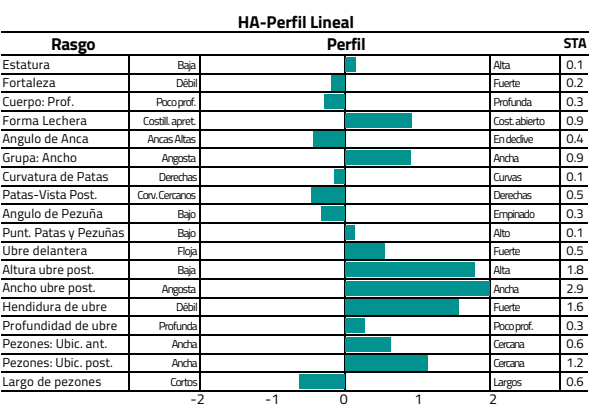 HA-Perfil Lineal
Rasgo Perfil STA
Estatura Baja Alta 0.1
Fortaleza Débil Fuerte 0.2
Cuerpo: Prof. Poco prof. Profunda 0.3
Forma Lechera Costill. apret. Cost. abierto 0.9
Angulo de Anca Ancas Altas En declive 0.4
Grupa: Ancho Angosta Ancha 0.9
Curvatura de Patas Derechas Curvas 0.1
Patas-Vista Post. Corv. Cercanos Derechas 0.5
Angulo de Pezuña Bajo Empinado 0.3
Punt. Patas y Pezuñas Bajo Alto 0.1
Ubre delantera Floja Fuerte 0.5
Altura ubre post. Baja Alta 1.8
Ancho ubre post. Angosta Ancha 2.9
Hendidura de ubre Débil Fuerte 1.6
Profundidad de ubre Profunda Poco prof. 0.3
Pezones: Ubic. ant. Ancha Cercana 0.6
Pezones: Ubic. post. Ancha Cercana 1.2
Largo de pezones Cortos Largos 0.6
-2 -1 0 1 2